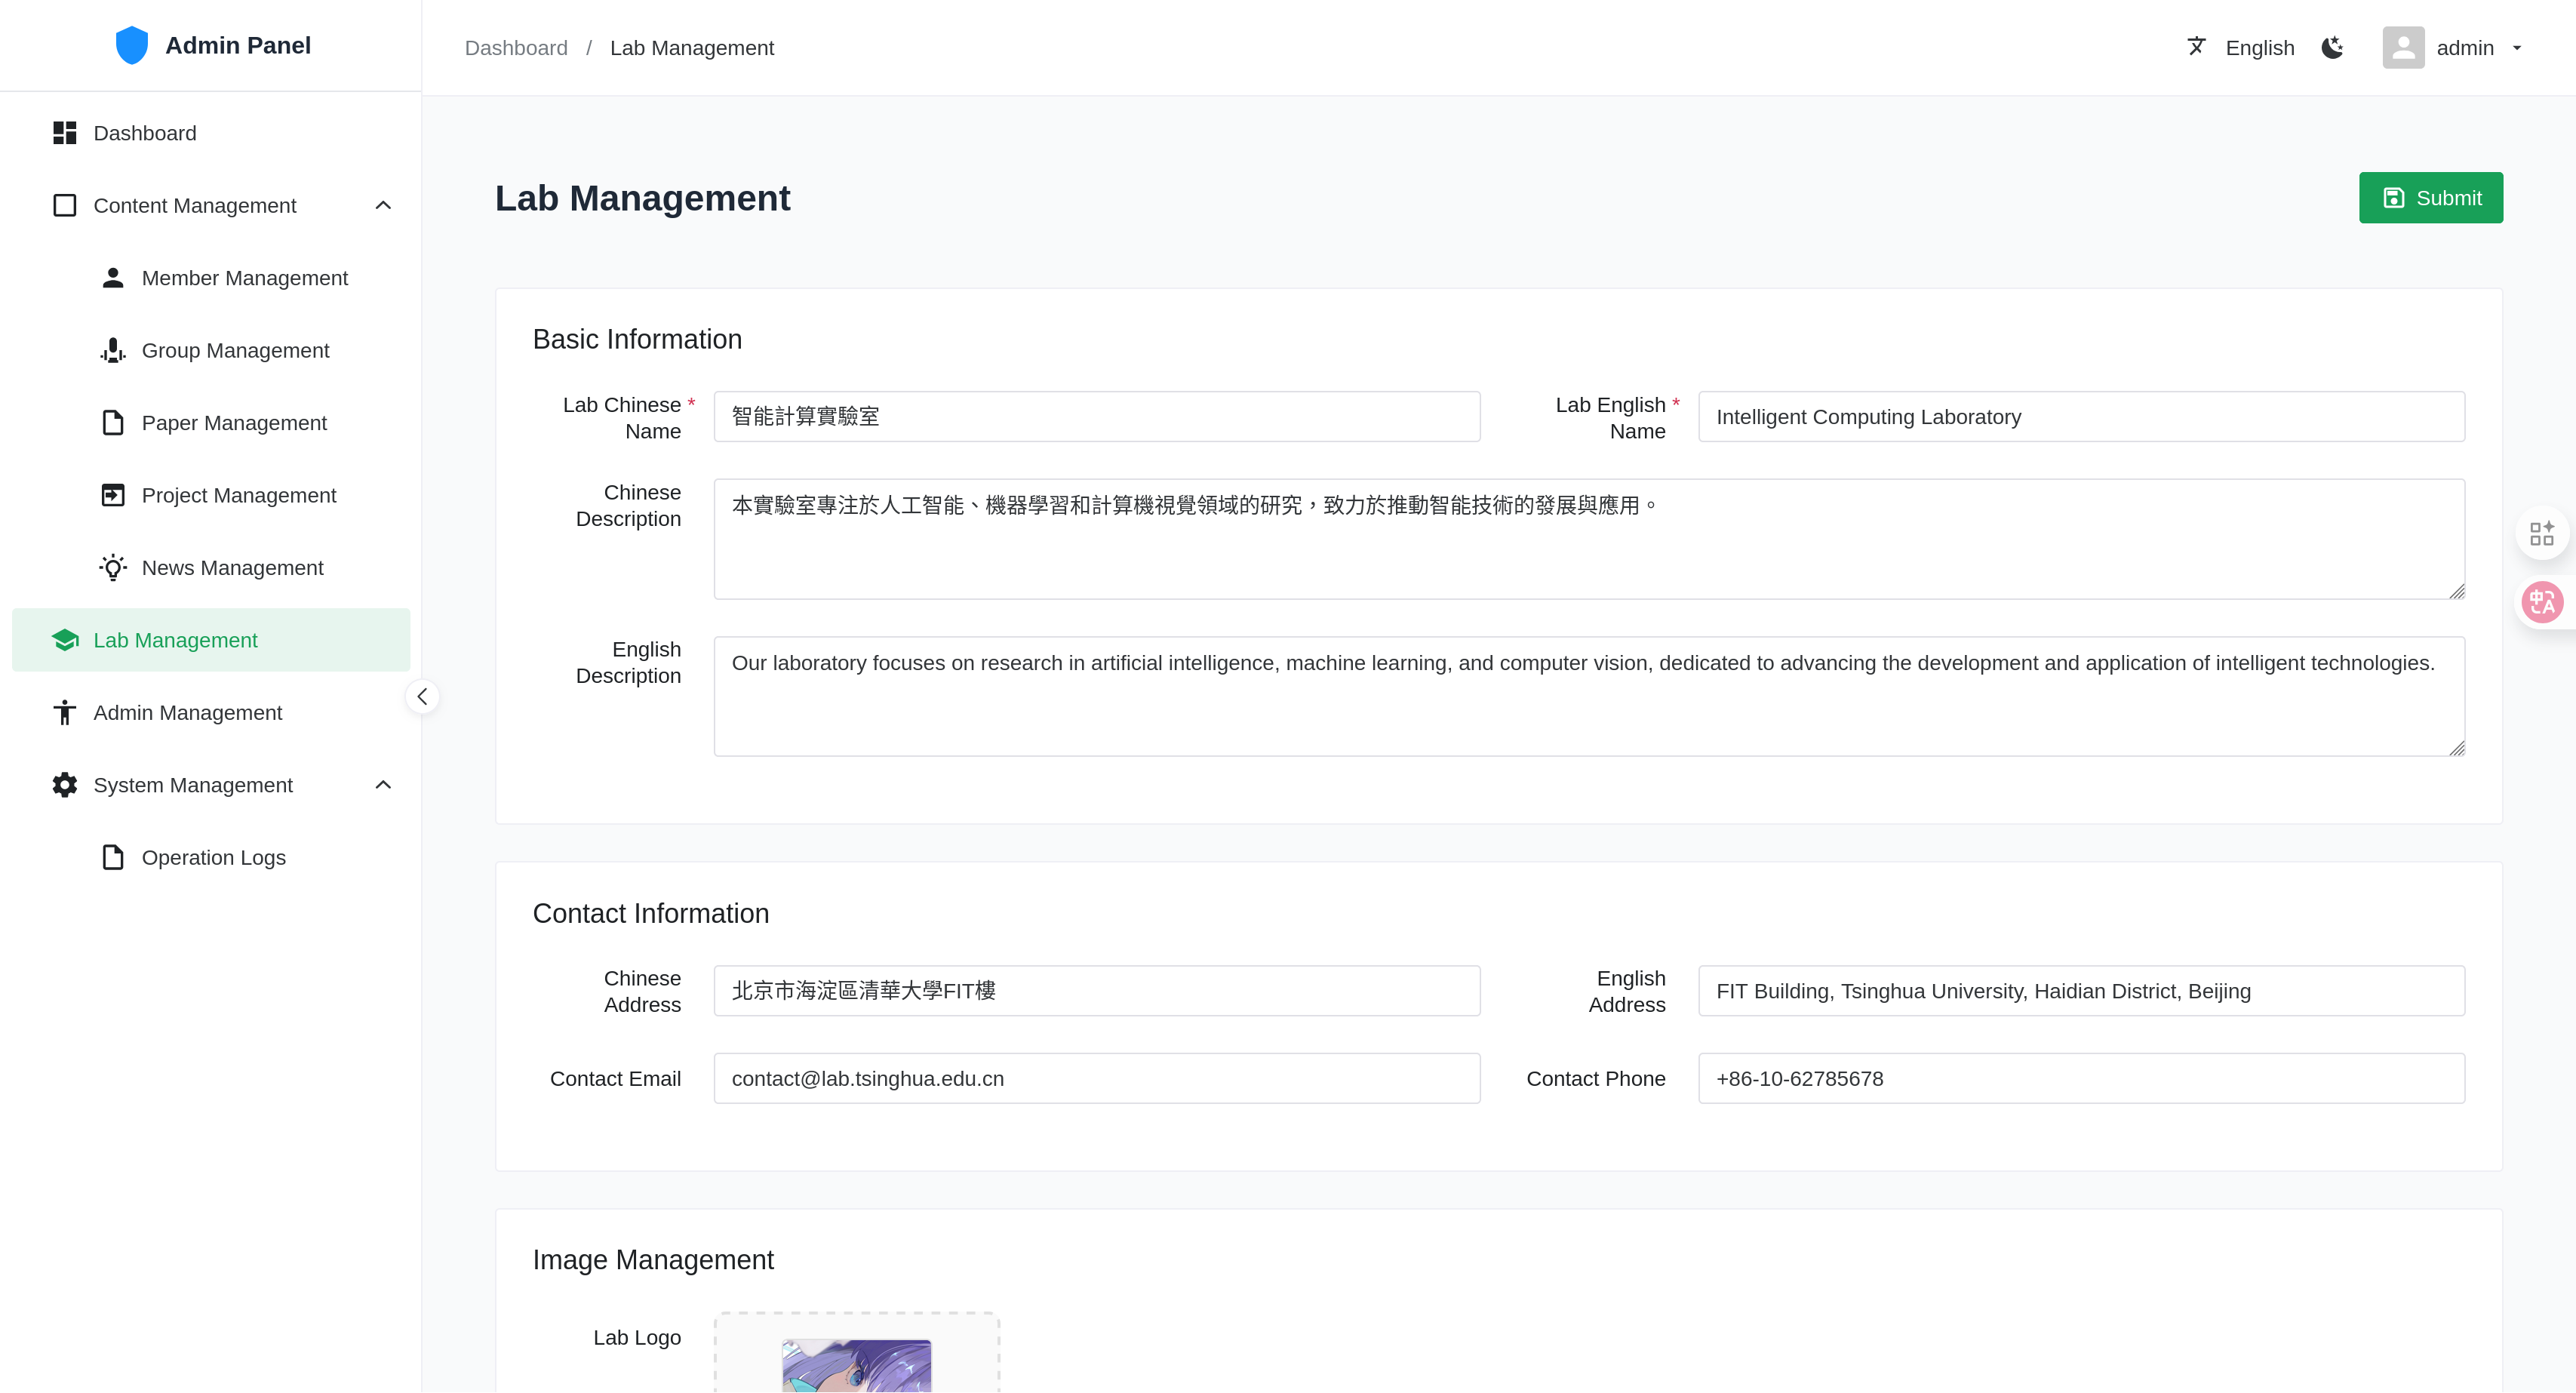 Admin Panel
Dashboard / Lab Management
English
admin
Dashboard
Content Management
Member Management
Group Management
Paper Management
Project Management
News Management
Lab Management
Admin Management
System Management
Operation Logs
Lab Management
Submit
Basic Information
Lab Chinese *
Name
智能計算實驗室
Lab English *
Name
Intelligent Computing Laboratory
Chinese
Description
本實驗室專注於人工智能、機器學習和計算機視覺領域的研究，致力於推動智能技術的發展與應用。
English
Description
Our laboratory focuses on research in artificial intelligence, machine learning, and computer vision, dedicated to advancing the development and application of intelligent technologies.
Contact Information
Chinese
Address
北京市海淀區清華大學FIT樓
English
Address
FIT Building, Tsinghua University, Haidian District, Beijing
Contact Email
contact@lab.tsinghua.edu.cn
Contact Phone
+86-10-62785678
Image Management
Lab Logo